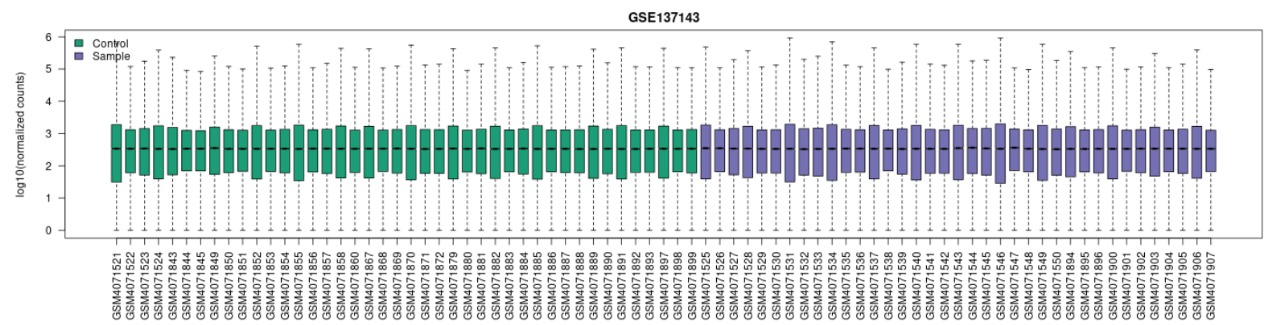 GSE137143
Control
Sample
log10(normalized counts)
6
5
4
3
2
1
0
GSM4071521
GSM4071522
GSM4071523
GSM4071524
GSM4071843
GSM4071844
GSM4071845
GSM4071849
GSM4071850
GSM4071851
GSM4071852
GSM4071853
GSM4071854
GSM4071855
GSM4071856
GSM4071857
GSM4071858
GSM4071860
GSM4071867
GSM4071868
GSM4071869
GSM4071870
GSM4071871
GSM4071872
GSM4071879
GSM4071880
GSM4071881
GSM4071882
GSM4071883
GSM4071884
GSM4071885
GSM4071886
GSM4071887
GSM4071888
GSM4071889
GSM4071890
GSM4071891
GSM4071892
GSM4071893
GSM4071897
GSM4071898
GSM4071899
GSM4071525
GSM4071526
GSM4071527
GSM4071528
GSM4071529
GSM4071530
GSM4071531
GSM4071532
GSM4071533
GSM4071534
GSM4071535
GSM4071536
GSM4071537
GSM4071538
GSM4071539
GSM4071540
GSM4071541
GSM4071542
GSM4071543
GSM4071544
GSM4071545
GSM4071546
GSM4071547
GSM4071548
GSM4071549
GSM4071550
GSM4071894
GSM4071895
GSM4071896
GSM4071900
GSM4071901
GSM4071902
GSM4071903
GSM4071904
GSM4071905
GSM4071906
GSM4071907